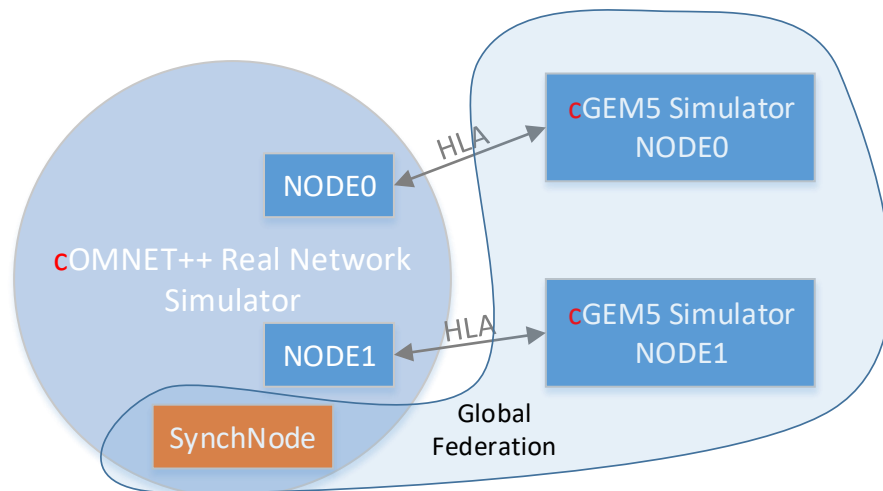 cGEM5 Simulator
NODE0
HLA
NODE0
cOMNET++ Real Network
Simulator
cGEM5 Simulator
NODE1
HLA
NODE1
Global
Federation
SynchNode